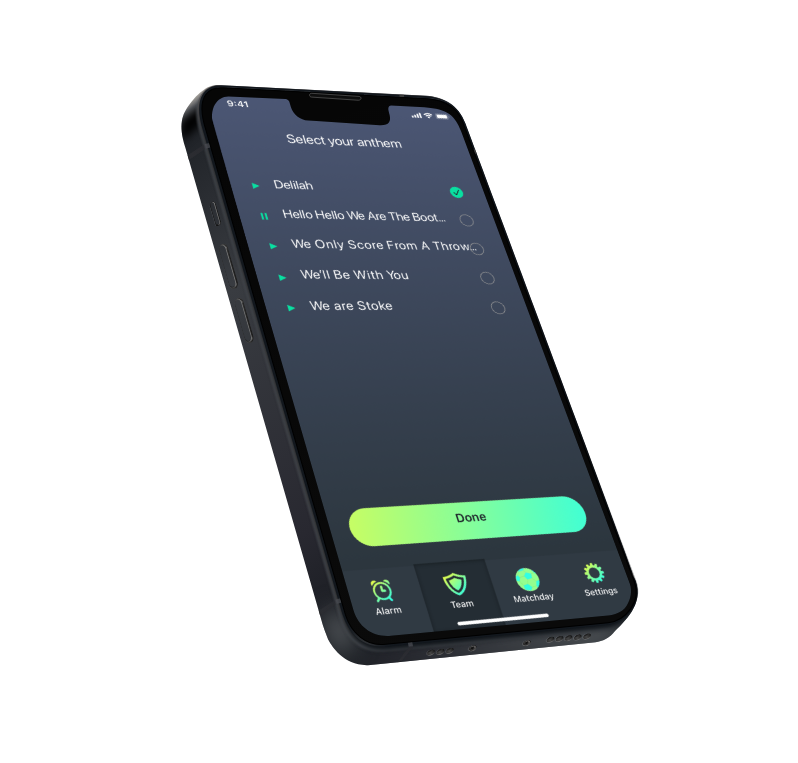 9:41
Select your anthem
Delilah
Hello Hello We Are The Boot...
We Only Score From A Throw...
We'll Be With You
We are Stoke
Done
Alarm
Team
Matchday
Settings